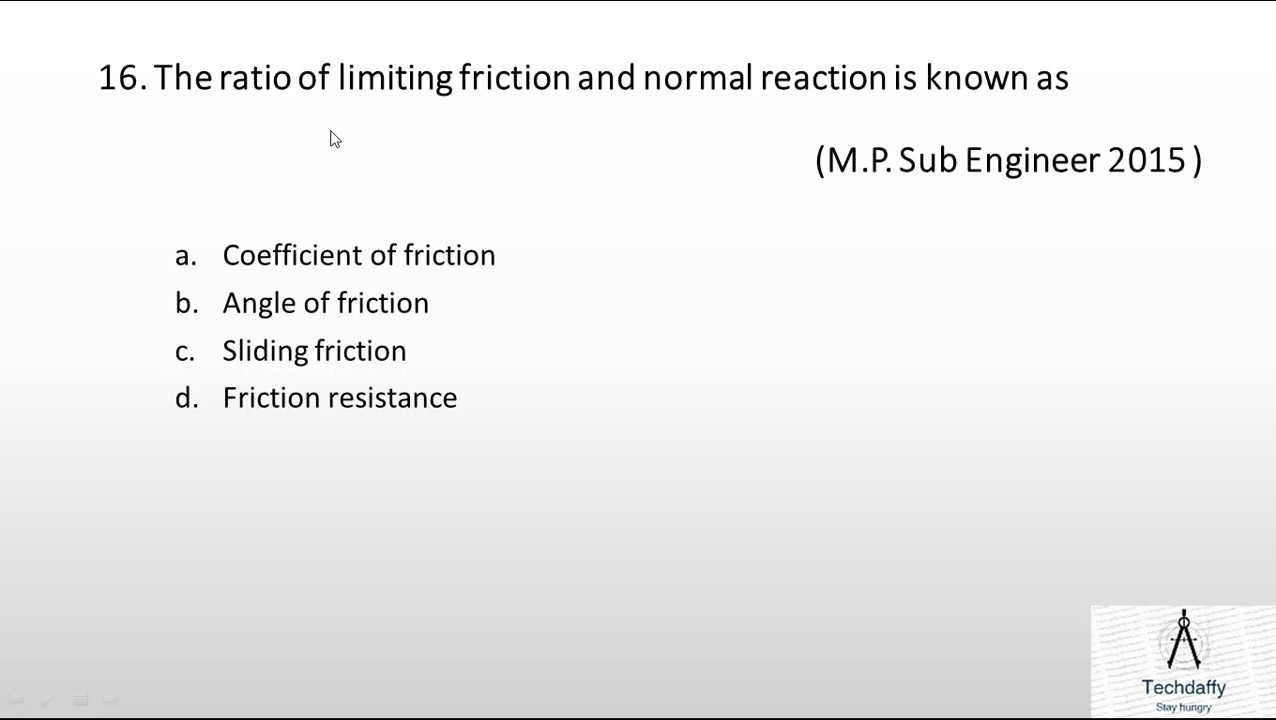 16. The ratio of limiting friction and normal reaction is known as
(M.P. Sub Engineer 2015 )
a. Coefficient of friction
b. Angle of friction
c. Sliding friction
d. Friction resistance
Techdaffy
Stay hungry